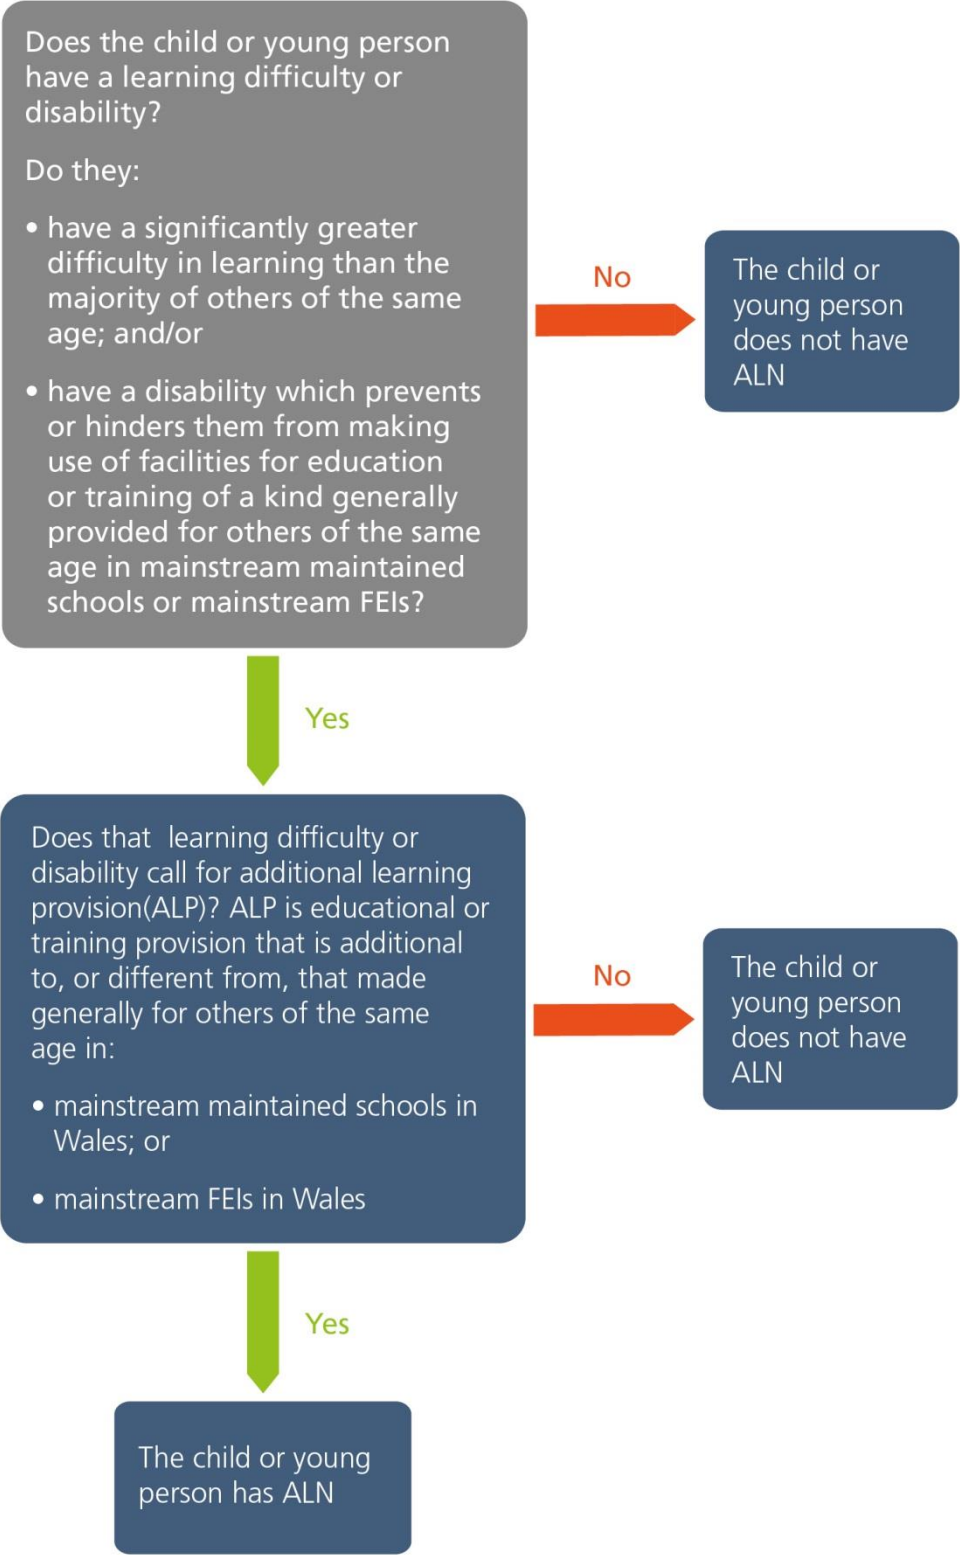 Does the child or young person
have a learning difficulty or
disability?
Do they:
• have a significantly greater
difficulty in learning than the
majority of others of the same
age; and/or
• have a disability which prevents
or hinders them from making
use of facilities for education
or training of a kind generally
provided for others of the same
age in mainstream maintained
schools or mainstream FEIs?
No
The child or
young person
does not have
ALN
Yes
Does that learning difficulty or
disability call for additional learning
provision(ALP)? ALP is educational or
training provision that is additional
to, or different from, that made
generally for others of the same
age in:
• mainstream maintained schools in
Wales; or
• mainstream FEIs in Wales
No
The child or
young person
does not have
ALN
Yes
The child or young
person has ALN